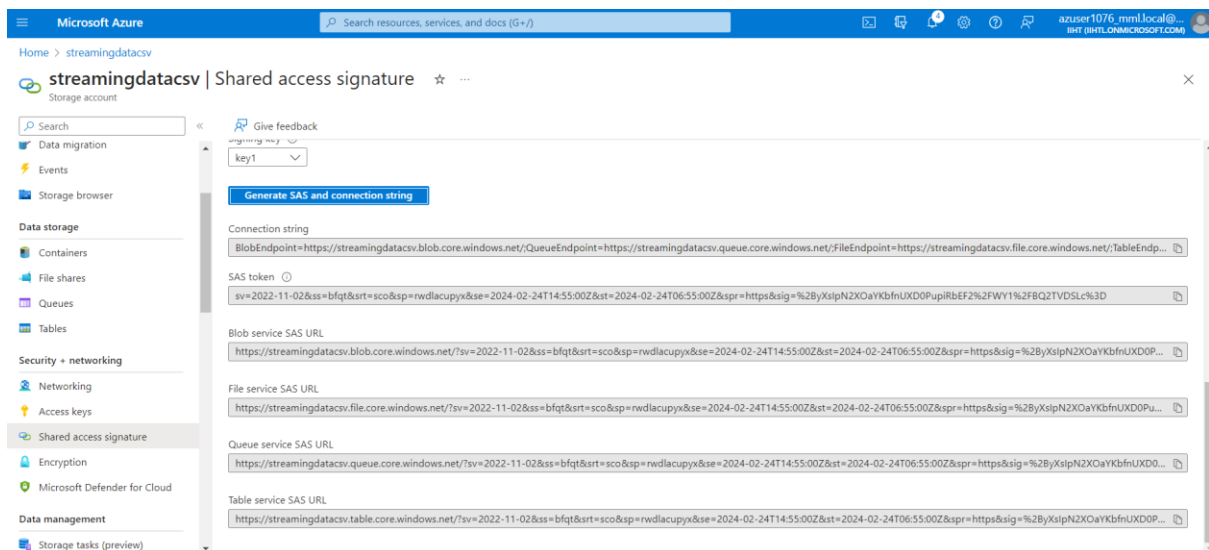 Microsoft Azure
Search resources, services, and docs (G+/)
4
azuser1076_mml.local@...
IIHT (IIHTL.ONMICROSOFT.COM)
Home > streamingdatacsv
streamingdatacsv | Shared access signature
Storage account
Search
Give feedback
Data migration
Events
Storage browser
Data storage
Containers
File shares
Queues
Tables
Security + networking
Networking
Access keys
Shared access signature
Encryption
Microsoft Defender for Cloud
Data management
Storage tasks (preview)
Signing key
key1
Generate SAS and connection string
Connection string
BlobEndpoint=https://streamingdatacsv.blob.core.windows.net/;QueueEndpoint=https://streamingdatacsv.queue.core.windows.net/;FileEndpoint=https://streamingdatacsv.file.core.windows.net/;TableEndp...
SAS token
sv=2022-11-02&ss=bfqt&srt=sco&sp=rwdlacupyx&se=2024-02-24T14:55:00Z&st=2024-02-24T06:55:00Z&spr=https&sig=%2ByXsIpN2XOaYKbfnUXD0PupiRbEF2%2FWY1%2FBQ2TVDSLc%3D
Blob service SAS URL
https://streamingdatacsv.blob.core.windows.net/?sv=2022-11-02&ss=bfqt&srt=sco&sp=rwdlacupyx&se=2024-02-24T14:55:00Z&st=2024-02-24T06:55:00Z&spr=https&sig=%2ByXsIpN2XOaYKbfnUXD0P...
File service SAS URL
https://streamingdatacsv.file.core.windows.net/?sv=2022-11-02&ss=bfqt&srt=sco&sp=rwdlacupyx&se=2024-02-24T14:55:00Z&st=2024-02-24T06:55:00Z&spr=https&sig=%2ByXsIpN2XOaYKbfnUXD0Pu...
Queue service SAS URL
https://streamingdatacsv.queue.core.windows.net/?sv=2022-11-02&ss=bfqt&srt=sco&sp=rwdlacupyx&se=2024-02-24T14:55:00Z&st=2024-02-24T06:55:00Z&spr=https&sig=%2ByXsIpN2XOaYKbfnUXD0...
Table service SAS URL
https://streamingdatacsv.table.core.windows.net/?sv=2022-11-02&ss=bfqt&srt=sco&sp=rwdlacupyx&se=2024-02-24T14:55:00Z&st=2024-02-24T06:55:00Z&spr=https&sig=%2ByXsIpN2XOaYKbfnUXD0P...